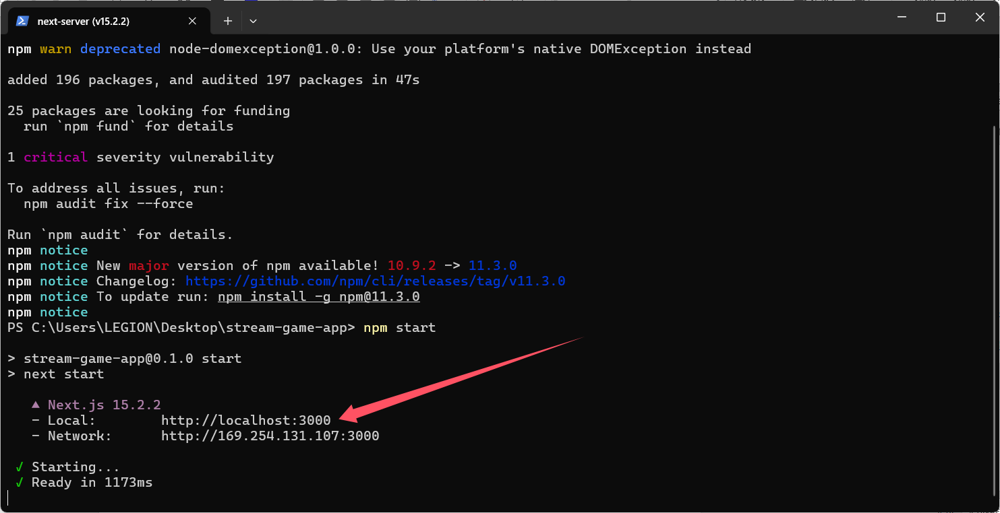 next-server (v15.2.2)
npm warn deprecated node-domexception@1.0.0: Use your platform's native DOMException instead
added 196 packages, and audited 197 packages in 47s
25 packages are looking for funding
run `npm fund` for details
1 critical severity vulnerability
To address all issues, run:
npm audit fix --force
Run `npm audit` for details.
npm notice
npm notice New major version of npm available! 10.9.2 -> 11.3.0
npm notice Changelog: https://github.com/npm/cli/releases/tag/v11.3.0
npm notice To update run: npm install -g npm@11.3.0
npm notice
PS C:\Users\LEGION\Desktop\stream-game-app> npm start
> stream-game-app@0.1.0 start
> next start
▲ Next.js 15.2.2
- Local: http://localhost:3000
- Network: http://169.254.131.107:3000
√ Starting...
√ Ready in 1173ms